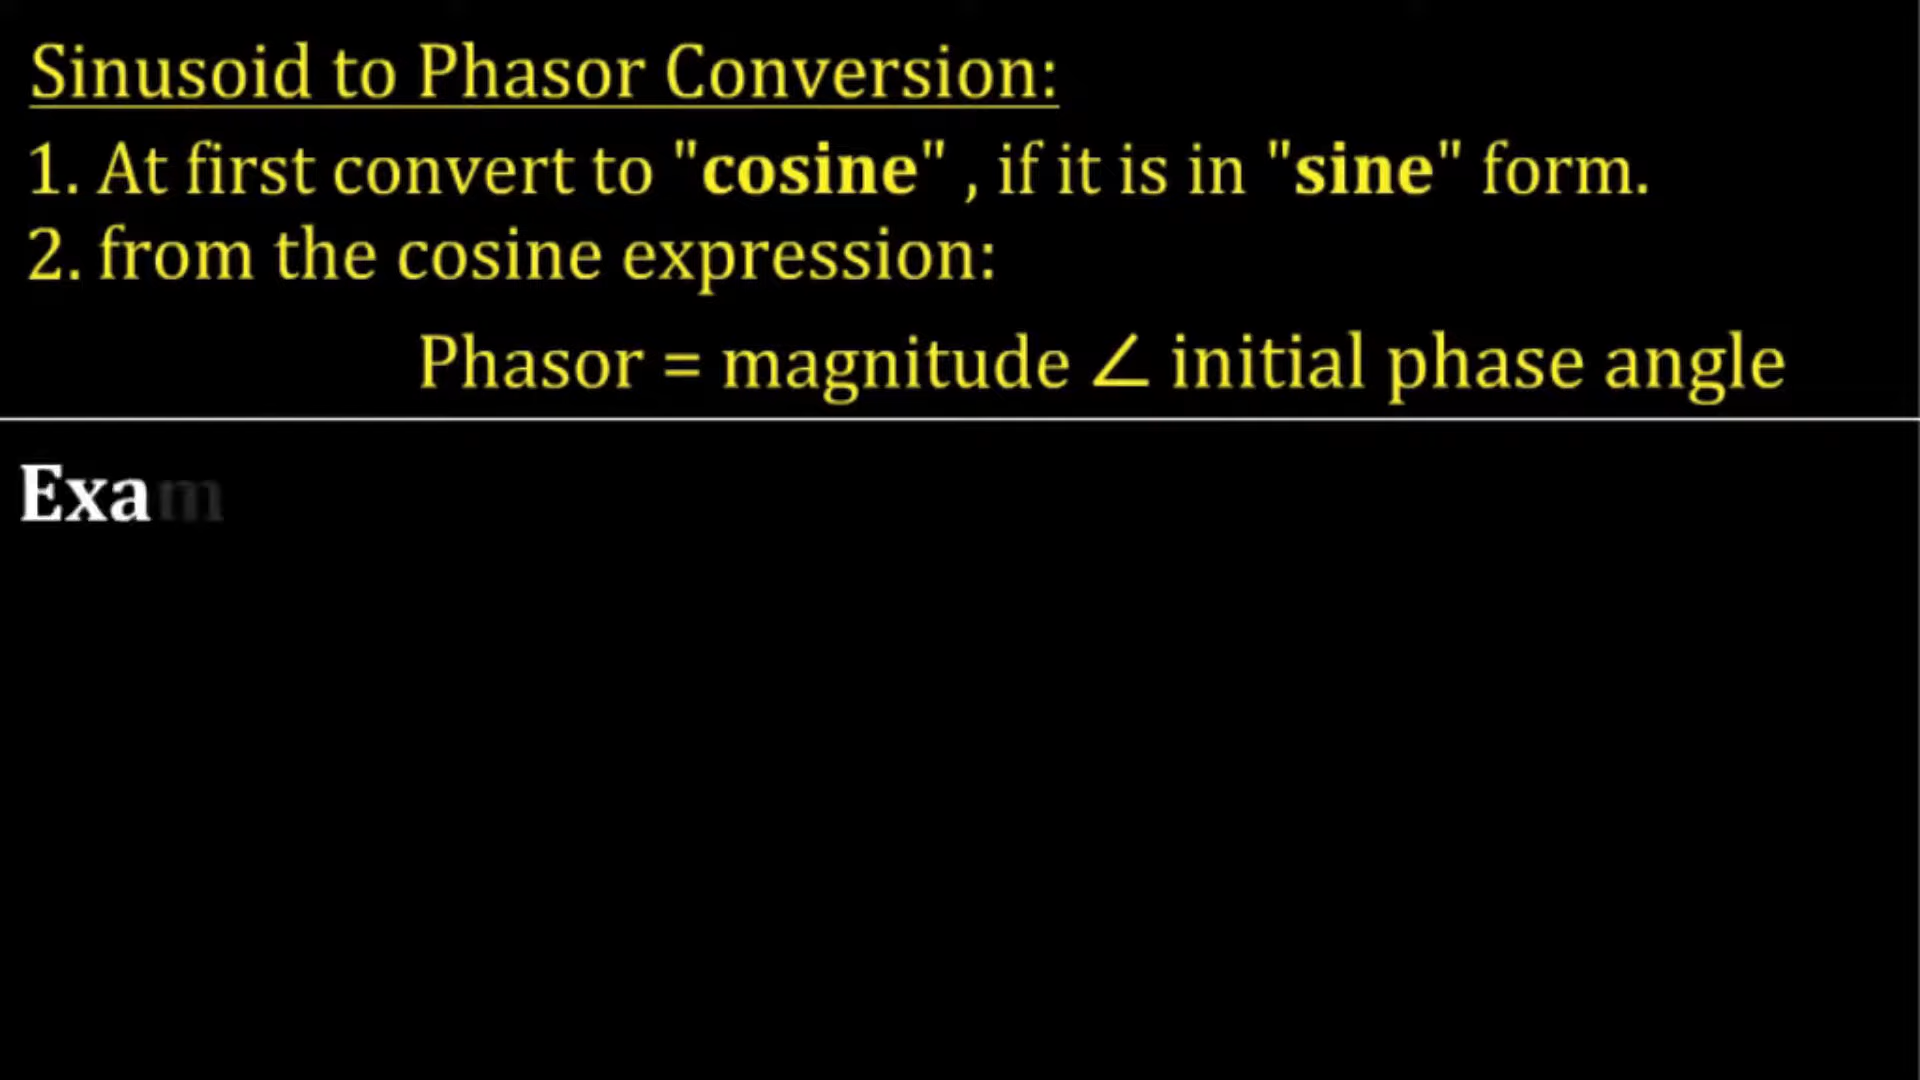 Sinusoid to Phasor Conversion:
1. At first convert to "cosine" , if it is in "sine" form.
2. from the cosine expression:
Phasor = magnitude ∠ initial phase angle
Exam